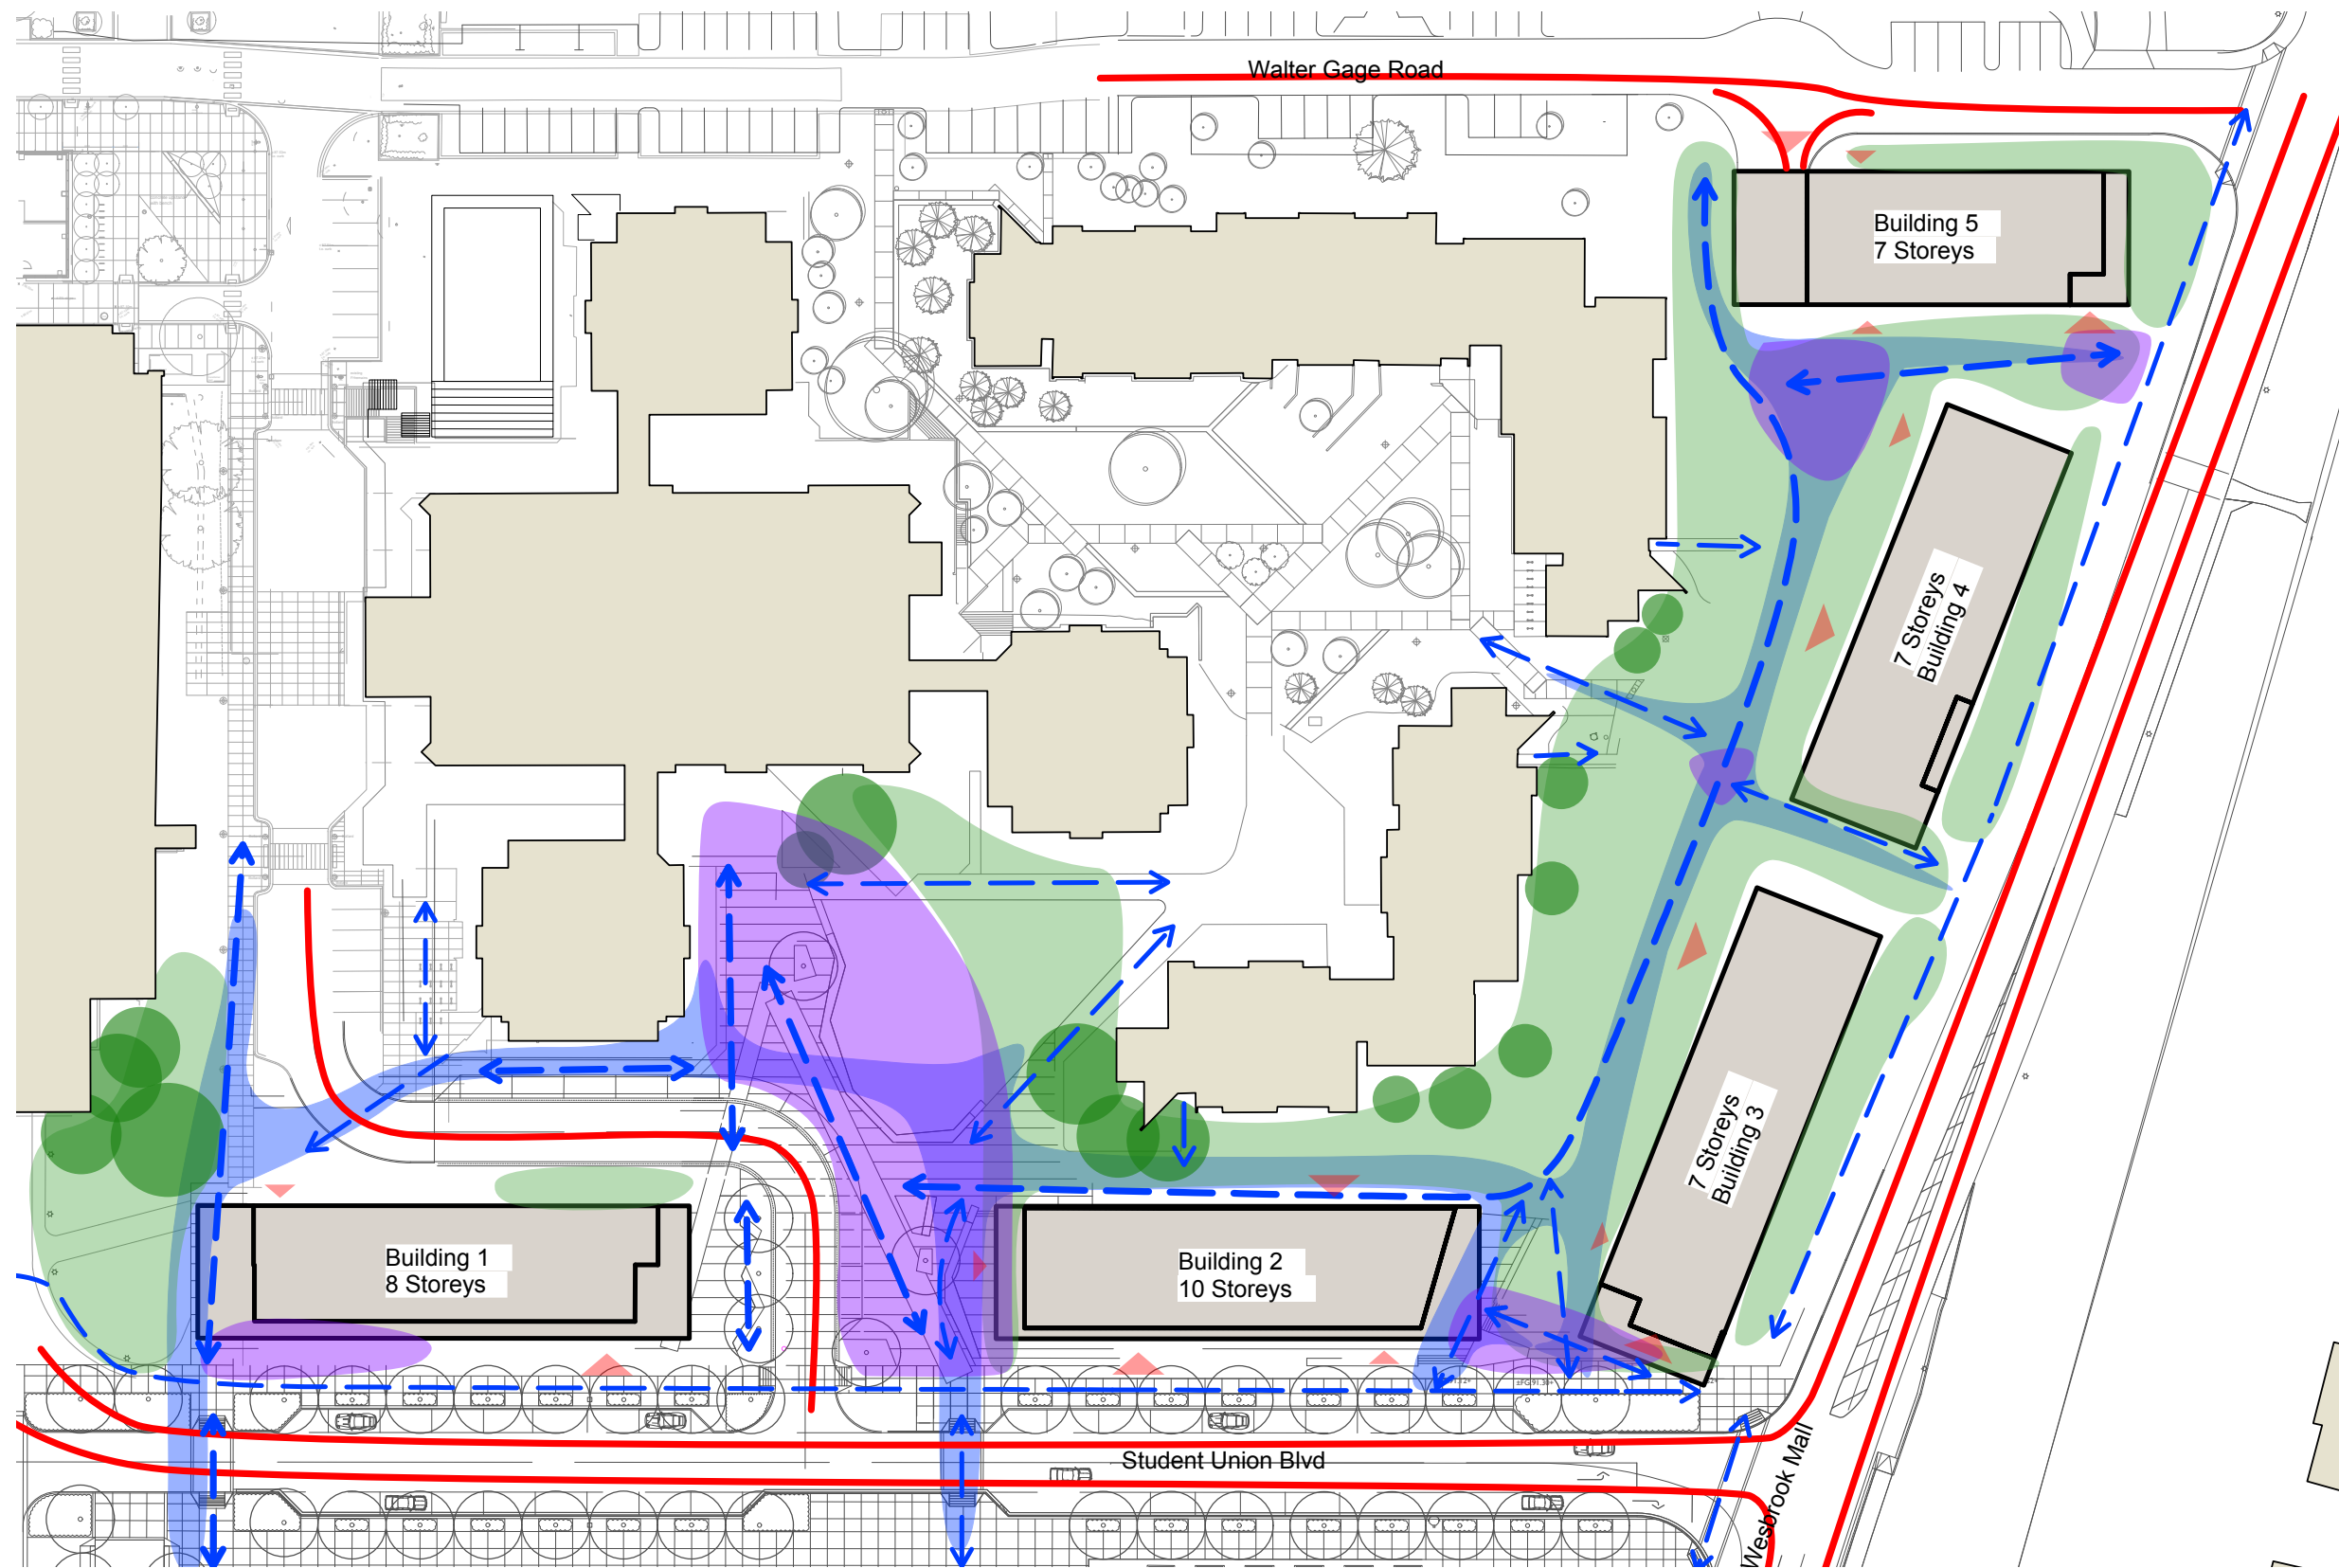 Walter Gage Road
Building 5
7 Storeys
7 Storeys
Building 4
7 Storeys
Building 3
Building 1
8 Storeys
Building 2
10 Storeys
Student Union Blvd
Wesbrook Mall